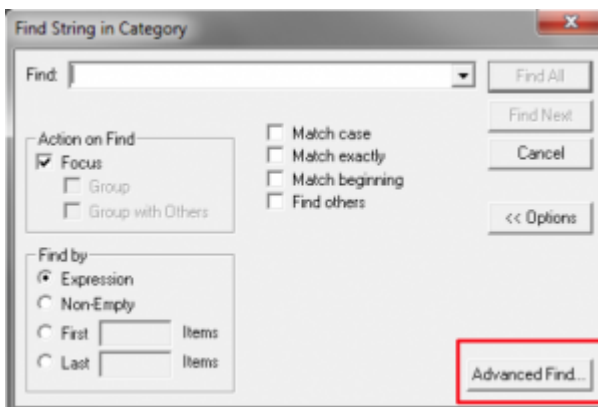 Find String in Category
Find:
Find All
Find Next
Cancel
<< Options
Action on Find
Focus
Group
Group with Others
Match case
Match exactly
Match beginning
Find others
Find by
Expression
Non-Empty
First Items
Last Items
Advanced Find...